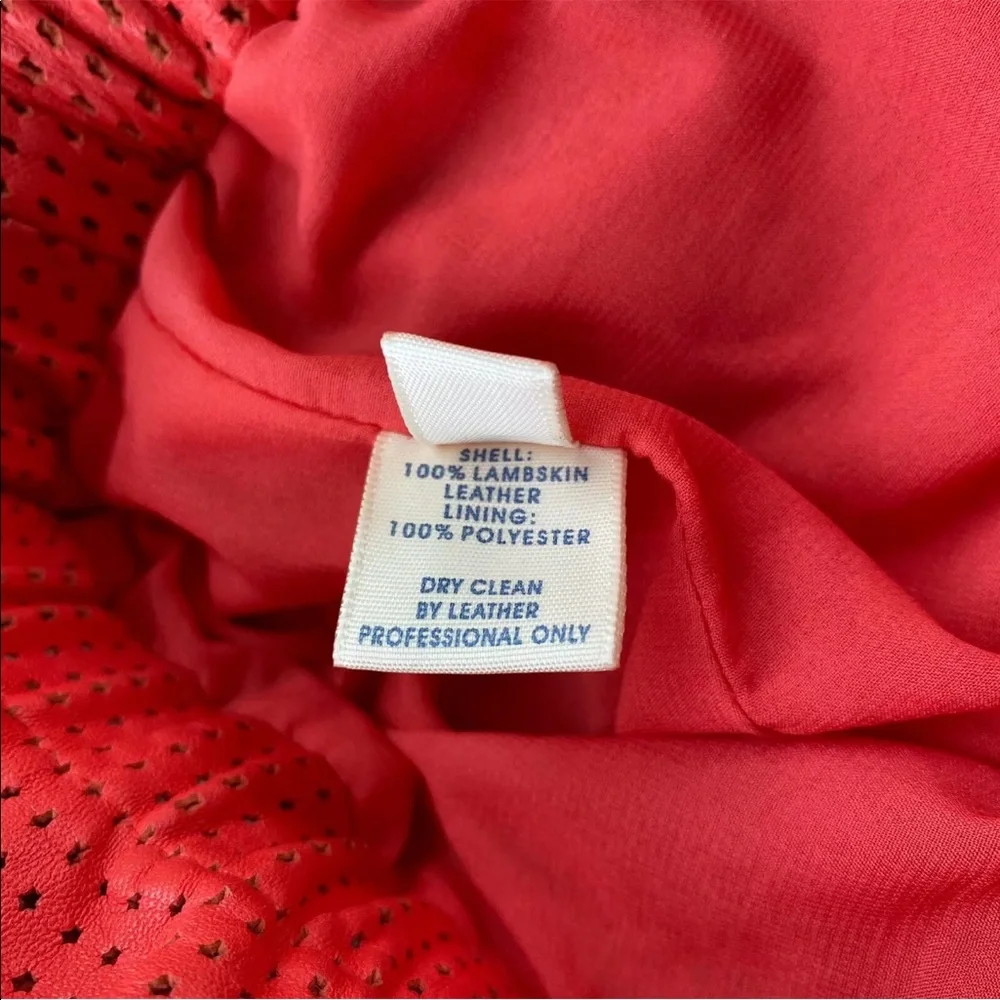 SHELL:
100% LAMBSKIN
LEATHER
LINING:
100% POLYESTER
DRY CLEAN
BY LEATHER
PROFESSIONAL ONLY